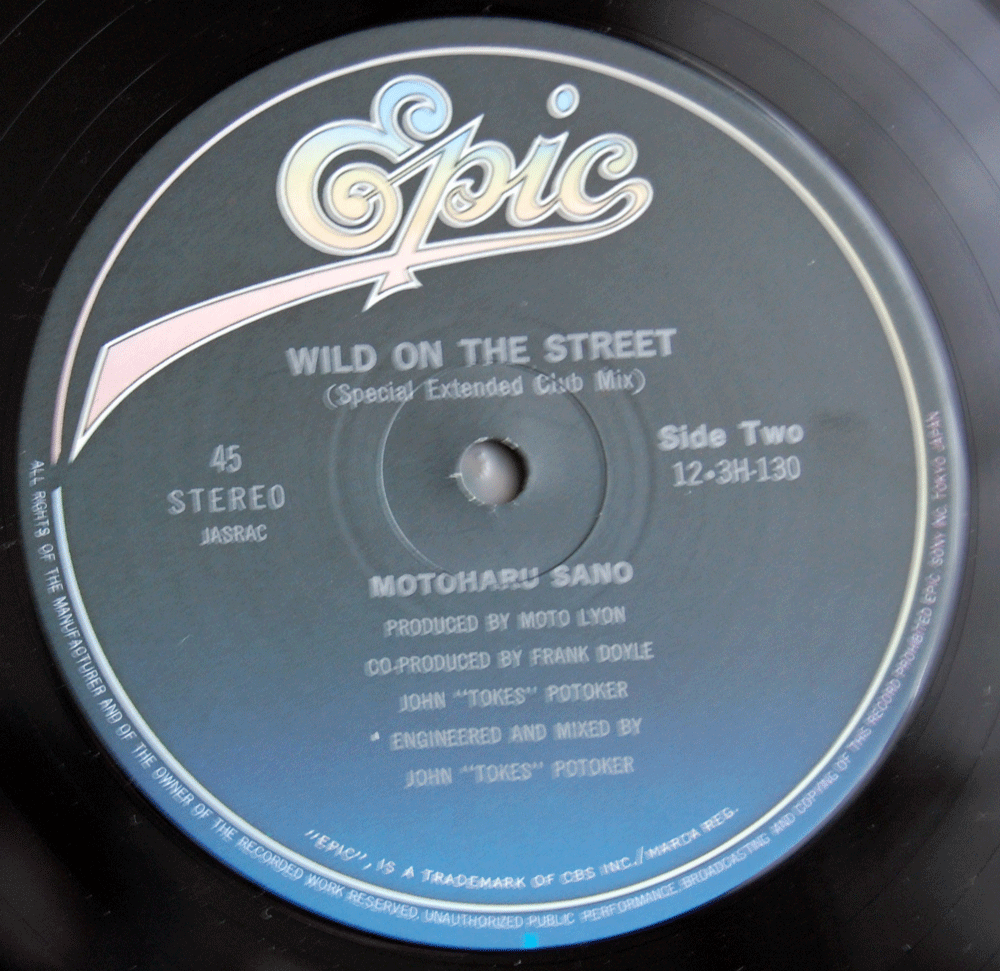 Epic
WILD ON THE STREET
(Special Extended Club Mix)
45
STEREO
JASRAC
Side Two
12•3H-130
MOTOHARU SANO
PRODUCED BY MOTO LYON
CO-PRODUCED BY FRANK DOYLE
JOHN "TOKES" POTOKER
ENGINEERED AND MIXED BY
JOHN "TOKES" POTOKER
"EPIC", IS A TRADEMARK OF CBS INC./MARCA REG.
ALL RIGHTS OF THE MANUFACTURER AND OF THE OWNER OF THE RECORDED WORK RESERVED. UNAUTHORIZED PUBLIC PERFORMANCE, BROADCASTING AND COPYING OF THIS RECORD PROHIBITED EPIC SONY INC. TOKYO JAPAN